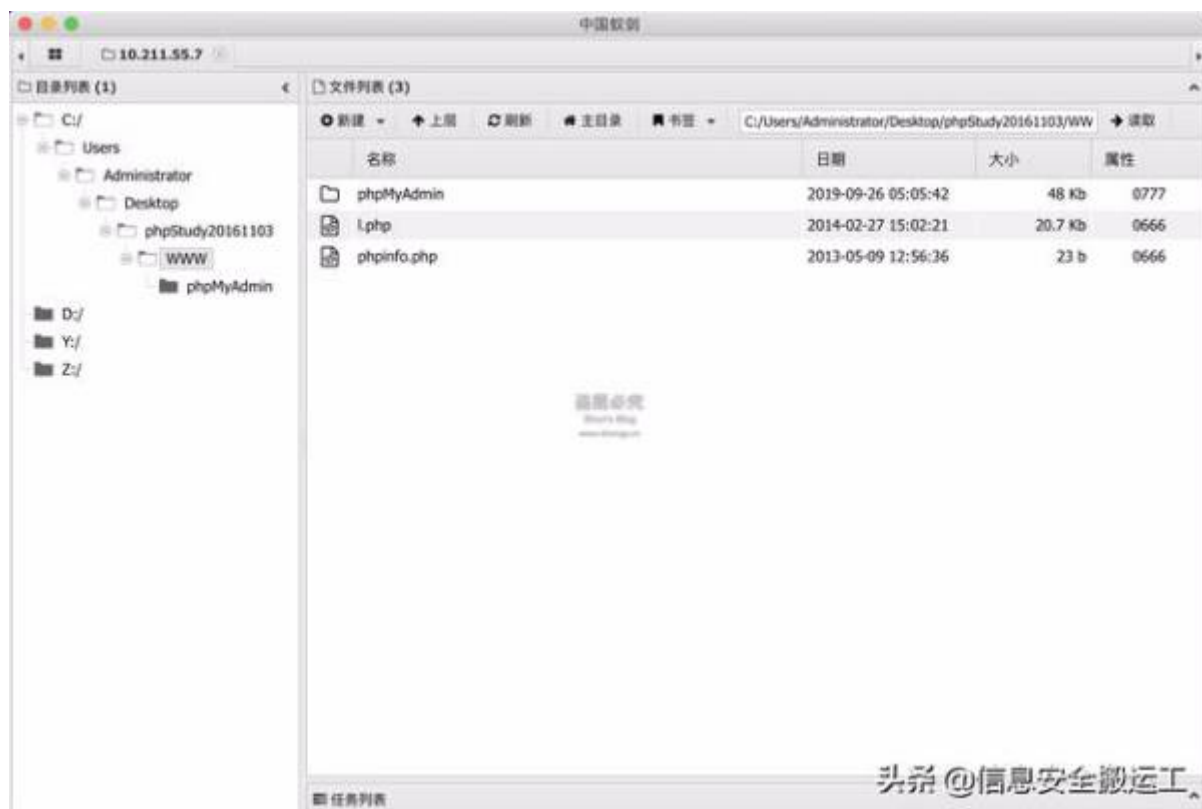 中国蚁剑
10.211.55.7
目录列表 (1)
C:/
Users
Administrator
Desktop
phpStudy20161103
WWW
phpMyAdmin
D:/
Y:/
Z:/
文件列表 (3)
新建 上层 刷新 主目录 书签 C:/Users/Administrator/Desktop/phpStudy20161103/WW 读取
名称 日期 大小 属性
phpMyAdmin 2019-09-26 05:05:42 48 Kb 0777
l.php 2014-02-27 15:02:21 20.7 Kb 0666
phpinfo.php 2013-05-09 12:56:36 23 b 0666
盗图必究
任务列表
头条 @信息安全搬运工